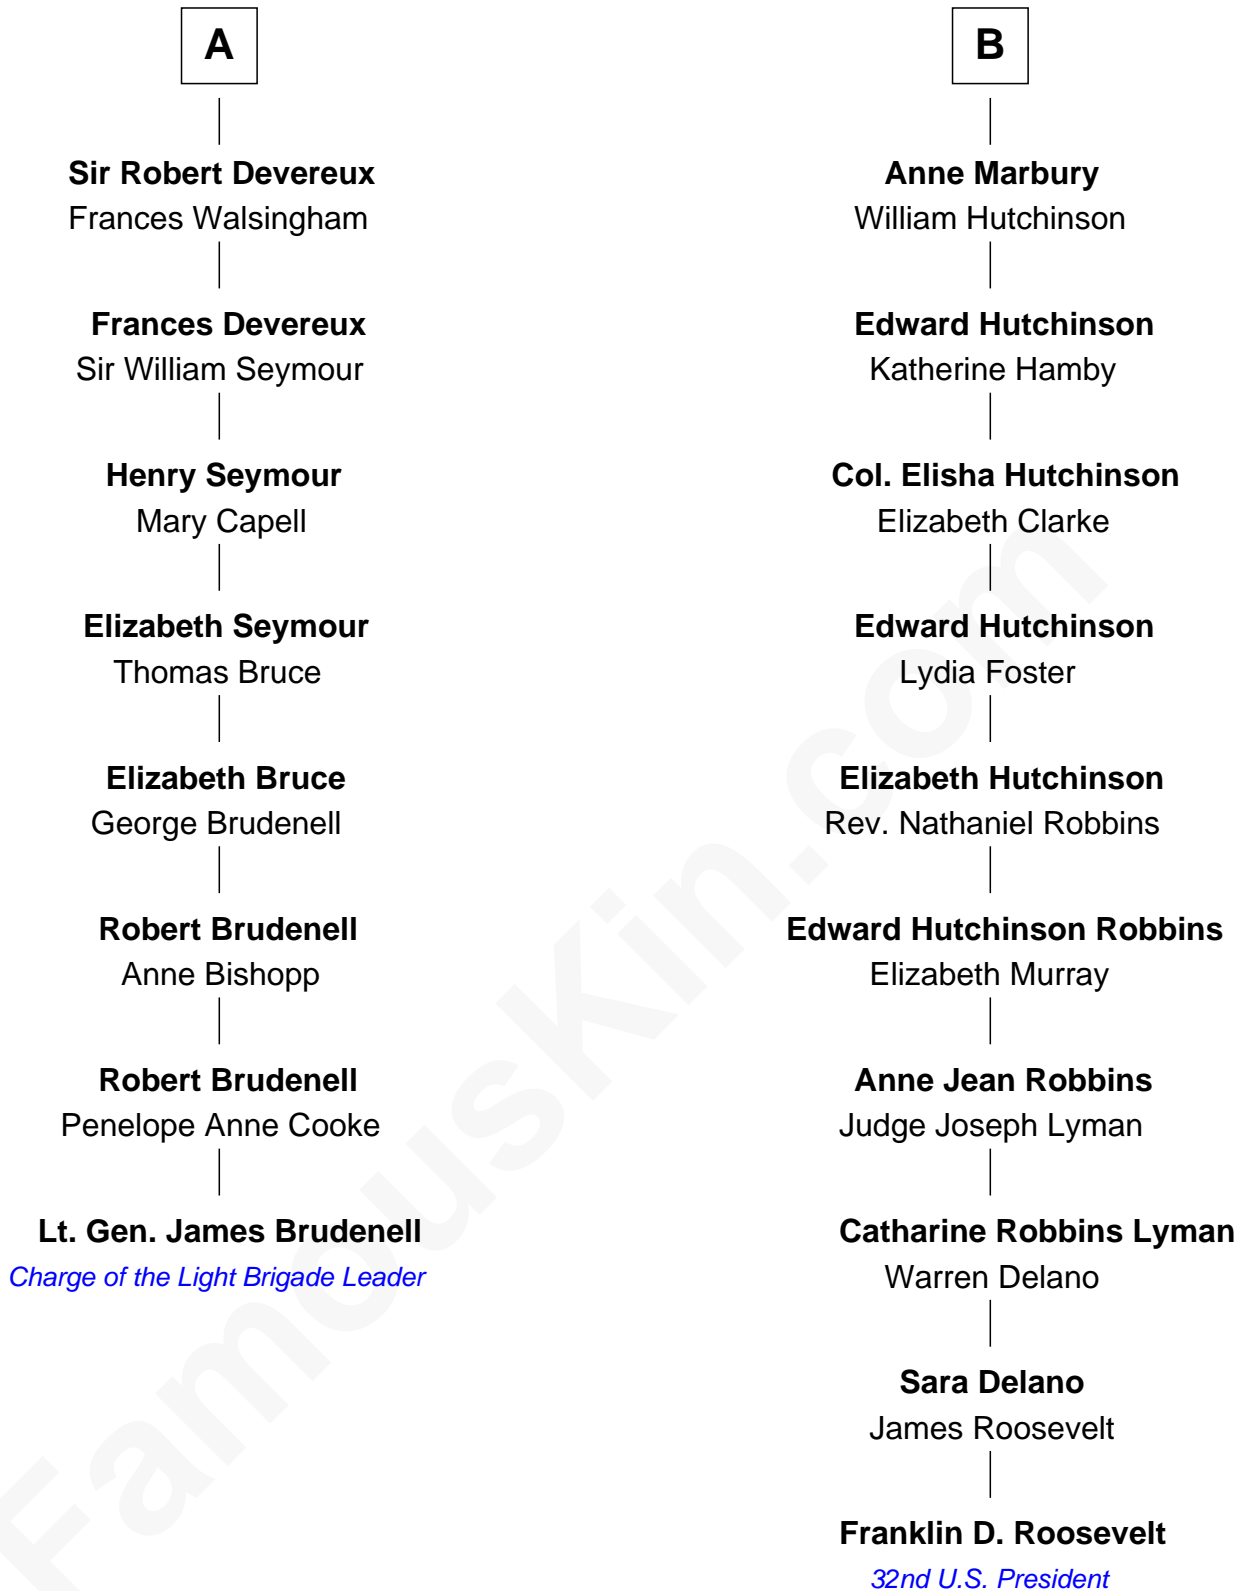 A
Sir Robert Devereux
Frances Walsingham
Frances Devereux
Sir William Seymour
Henry Seymour
Mary Capell
Elizabeth Seymour
Thomas Bruce
Elizabeth Bruce
George Brudenell
Robert Brudenell
Anne Bishopp
Robert Brudenell
Penelope Anne Cooke
Lt. Gen. James Brudenell
Charge of the Light Brigade Leader
B
Anne Marbury
William Hutchinson
Edward Hutchinson
Katherine Hamby
Col. Elisha Hutchinson
Elizabeth Clarke
Edward Hutchinson
Lydia Foster
Elizabeth Hutchinson
Rev. Nathaniel Robbins
Edward Hutchinson Robbins
Elizabeth Murray
Anne Jean Robbins
Judge Joseph Lyman
Catharine Robbins Lyman
Warren Delano
Sara Delano
James Roosevelt
Franklin D. Roosevelt
32nd U.S. President
FamousKin.com